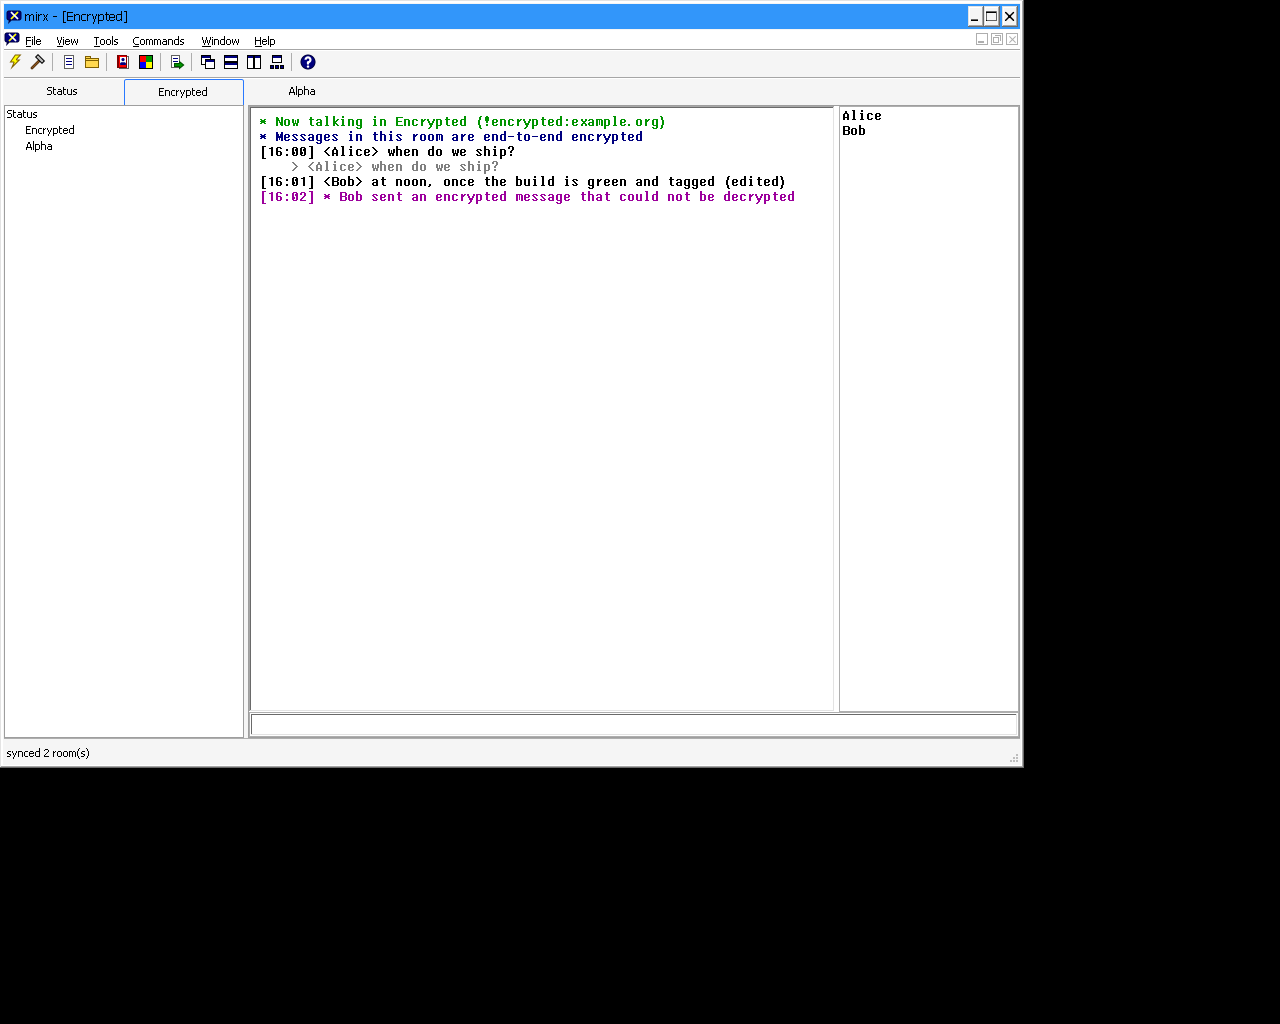 mirx - [Encrypted]
File View Tools Commands Window Help
Status Encrypted Alpha
Status
Encrypted
Alpha
* Now talking in Encrypted (!encrypted:example.org)
* Messages in this room are end-to-end encrypted
[16:00] <Alice> when do we ship?
> <Alice> when do we ship?
[16:01] <Bob> at noon, once the build is green and tagged (edited)
[16:02] * Bob sent an encrypted message that could not be decrypted
Alice
Bob
synced 2 room(s)